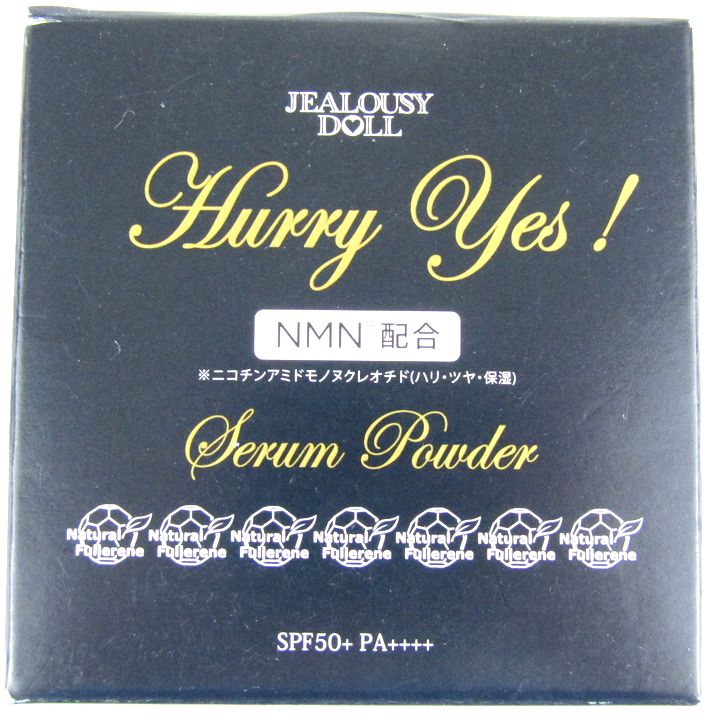 JEALOUSY
DOLL
Hurry Yes !
NMN 配合
※ニコチンアミドモノヌクレオチド(ハリ・ツヤ・保湿)
Serum Powder
Natural Fullerene Natural Fullerene Natural Fullerene Natural Fullerene Natural Fullerene Natural Fullerene Natural Fullerene
SPF50+ PA++++